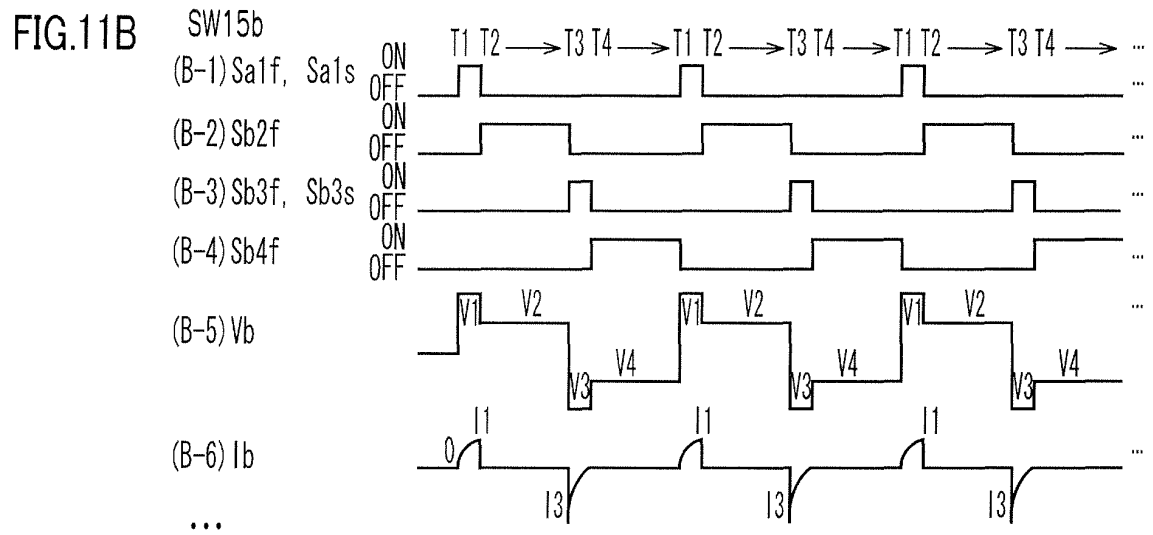 FIG.11B
SW15b
T1 T2 T3 T4 T1 T2 T3 T4 T1 T2 T3 T4 ...
(B-1) Sa1f, Sa1s ON OFF ...
(B-2) Sb2f ON OFF ...
(B-3) Sb3f, Sb3s ON OFF ...
(B-4) Sb4f ON OFF ...
(B-5) Vb V1 V2 V3 V4 V1 V2 V3 V4 V1 V2 V3 V4 ...
(B-6) Ib 0 I1 I3 I1 I3 I1 I3 ...
...